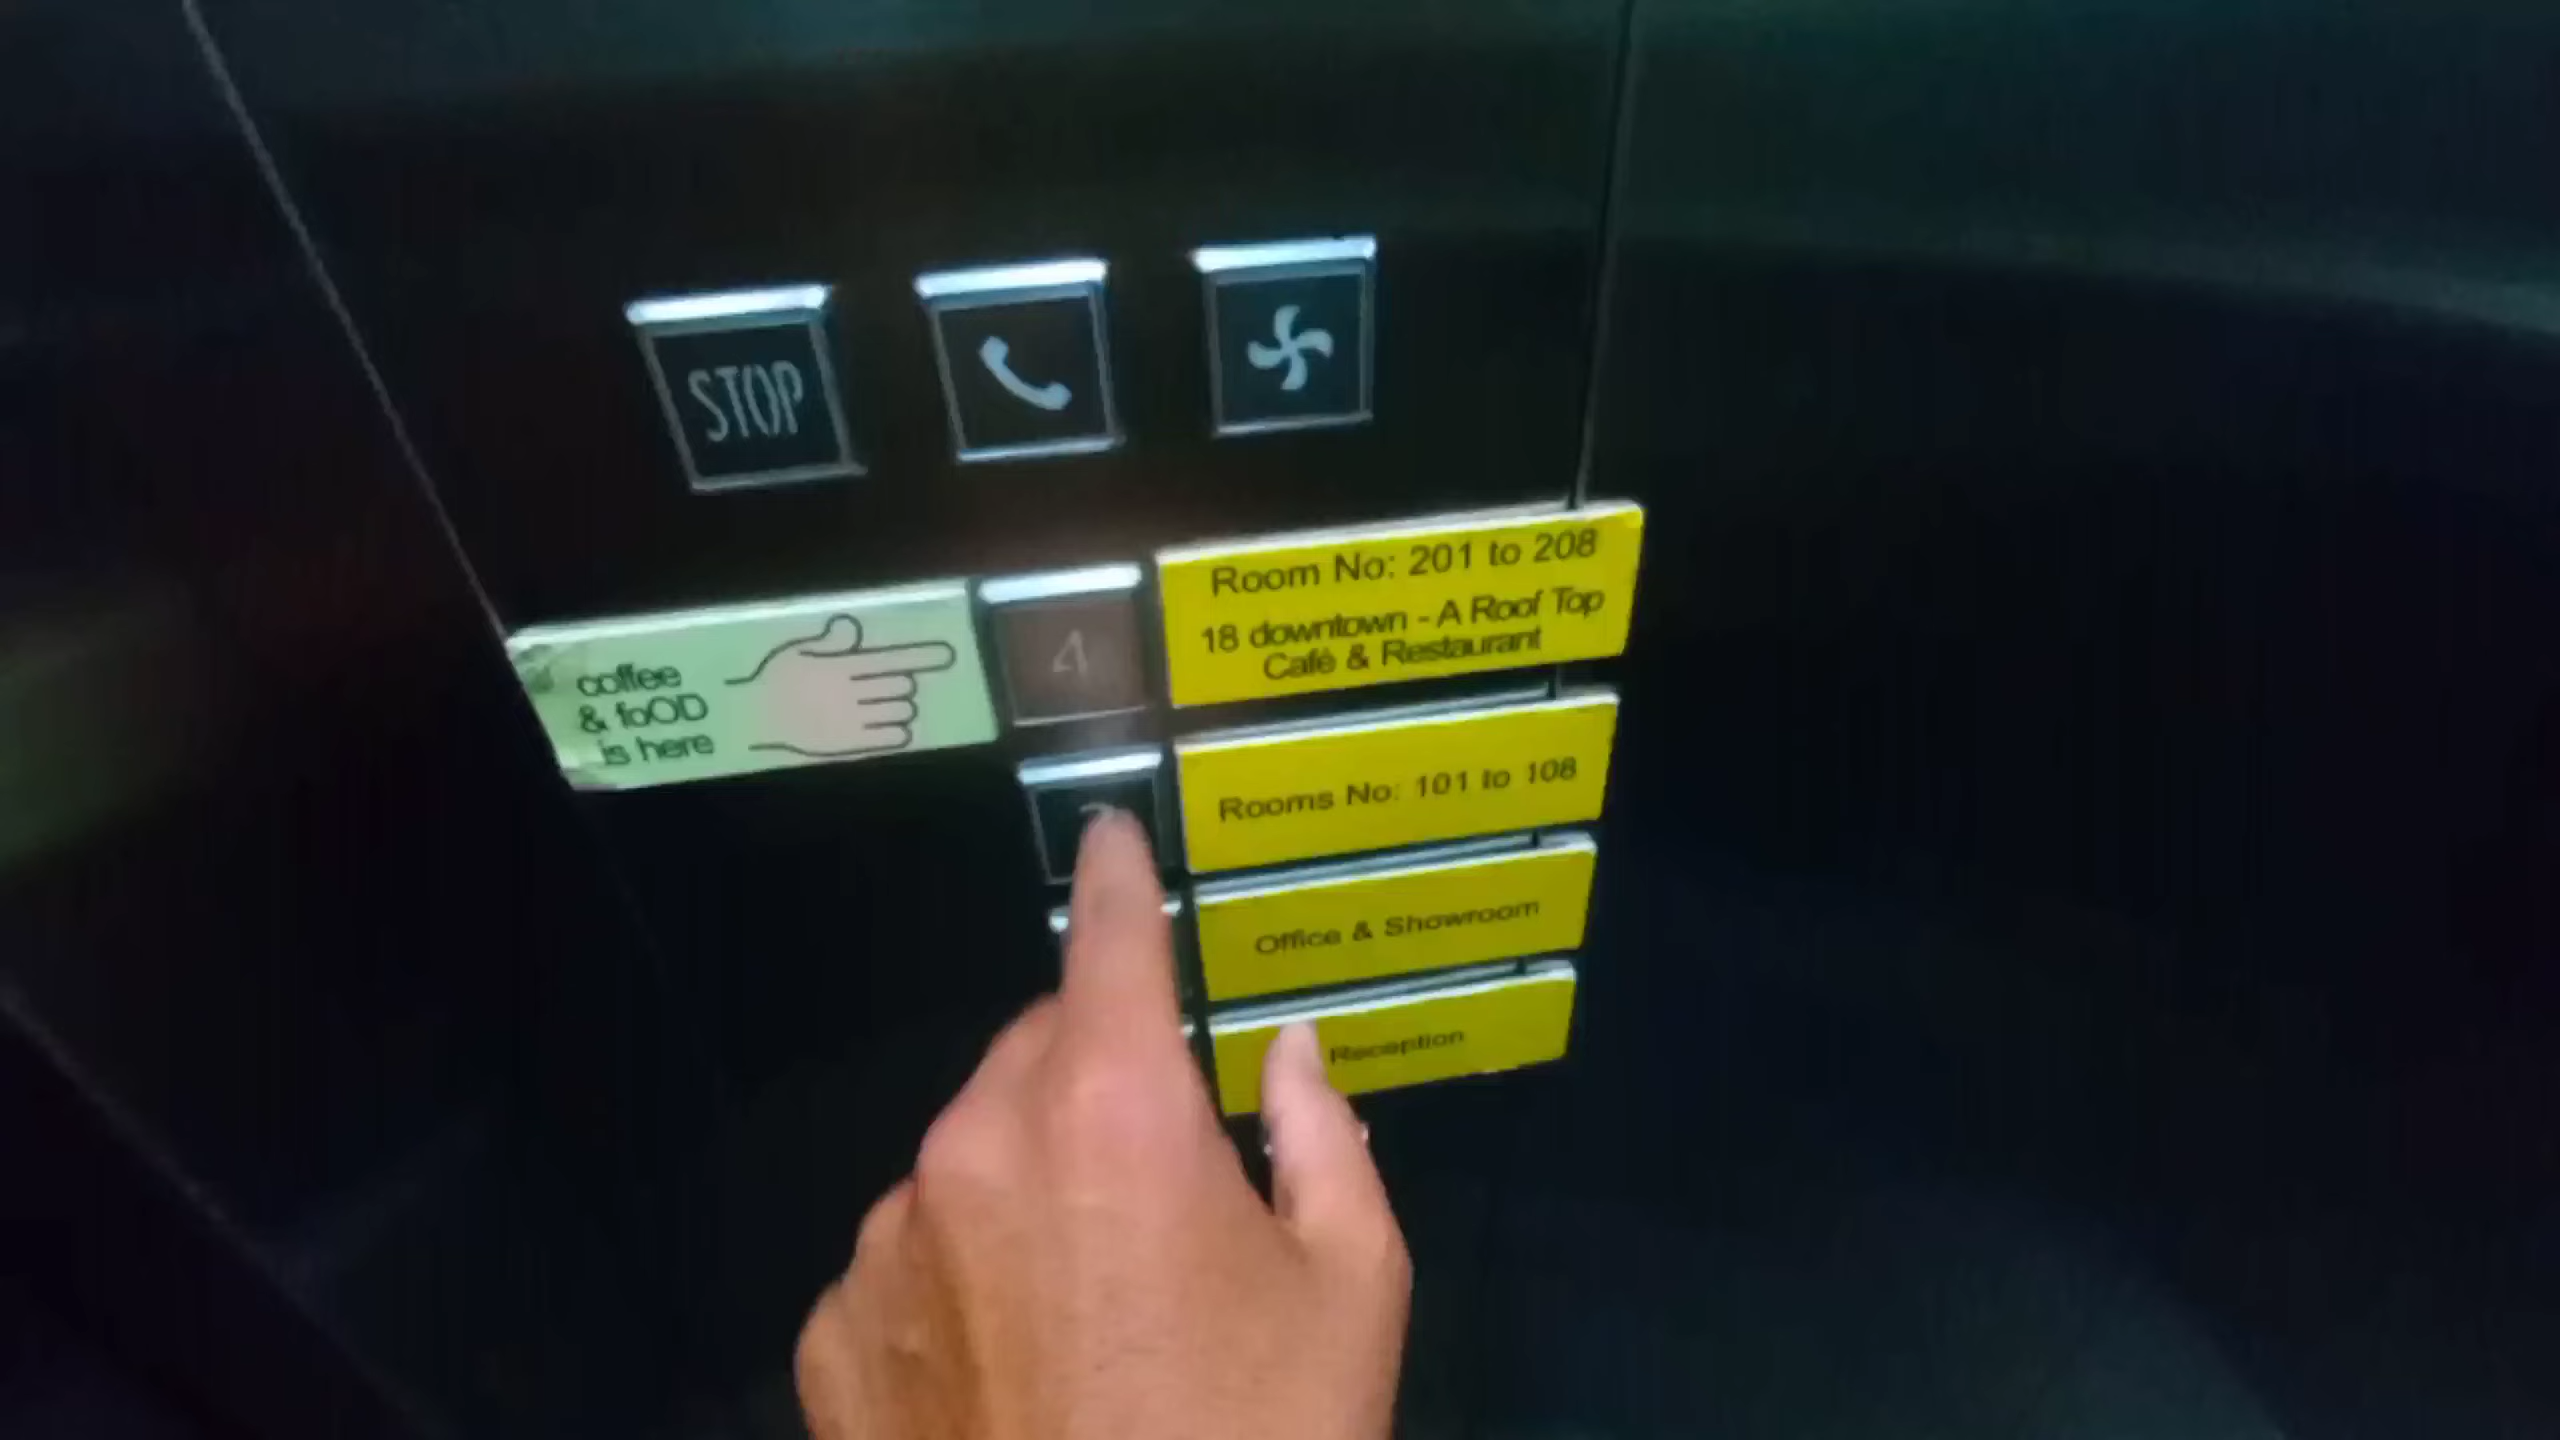 STOP
coffee
& foOD
is here
4
Room No: 201 to 208
18 downtown - A Roof Top
Café & Restaurant
Rooms No: 101 to 108
Office & Showroom
Reception